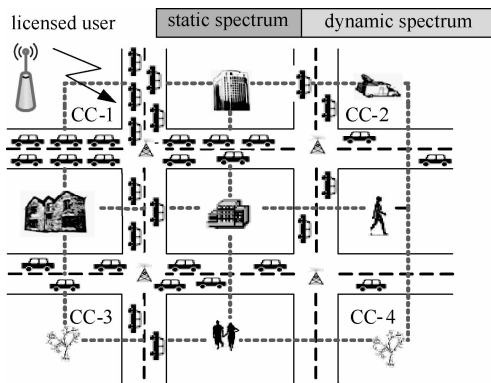 licensed user
static spectrum
dynamic spectrum
CC-1
CC-2
CC-3
CC-4